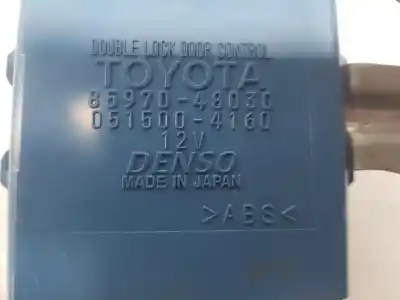 DOUBLE LOCK DOOR CONTROL
TOYOTA
85970-48030
051500-4160
12V
DENSO
MADE IN JAPAN
>ABS<